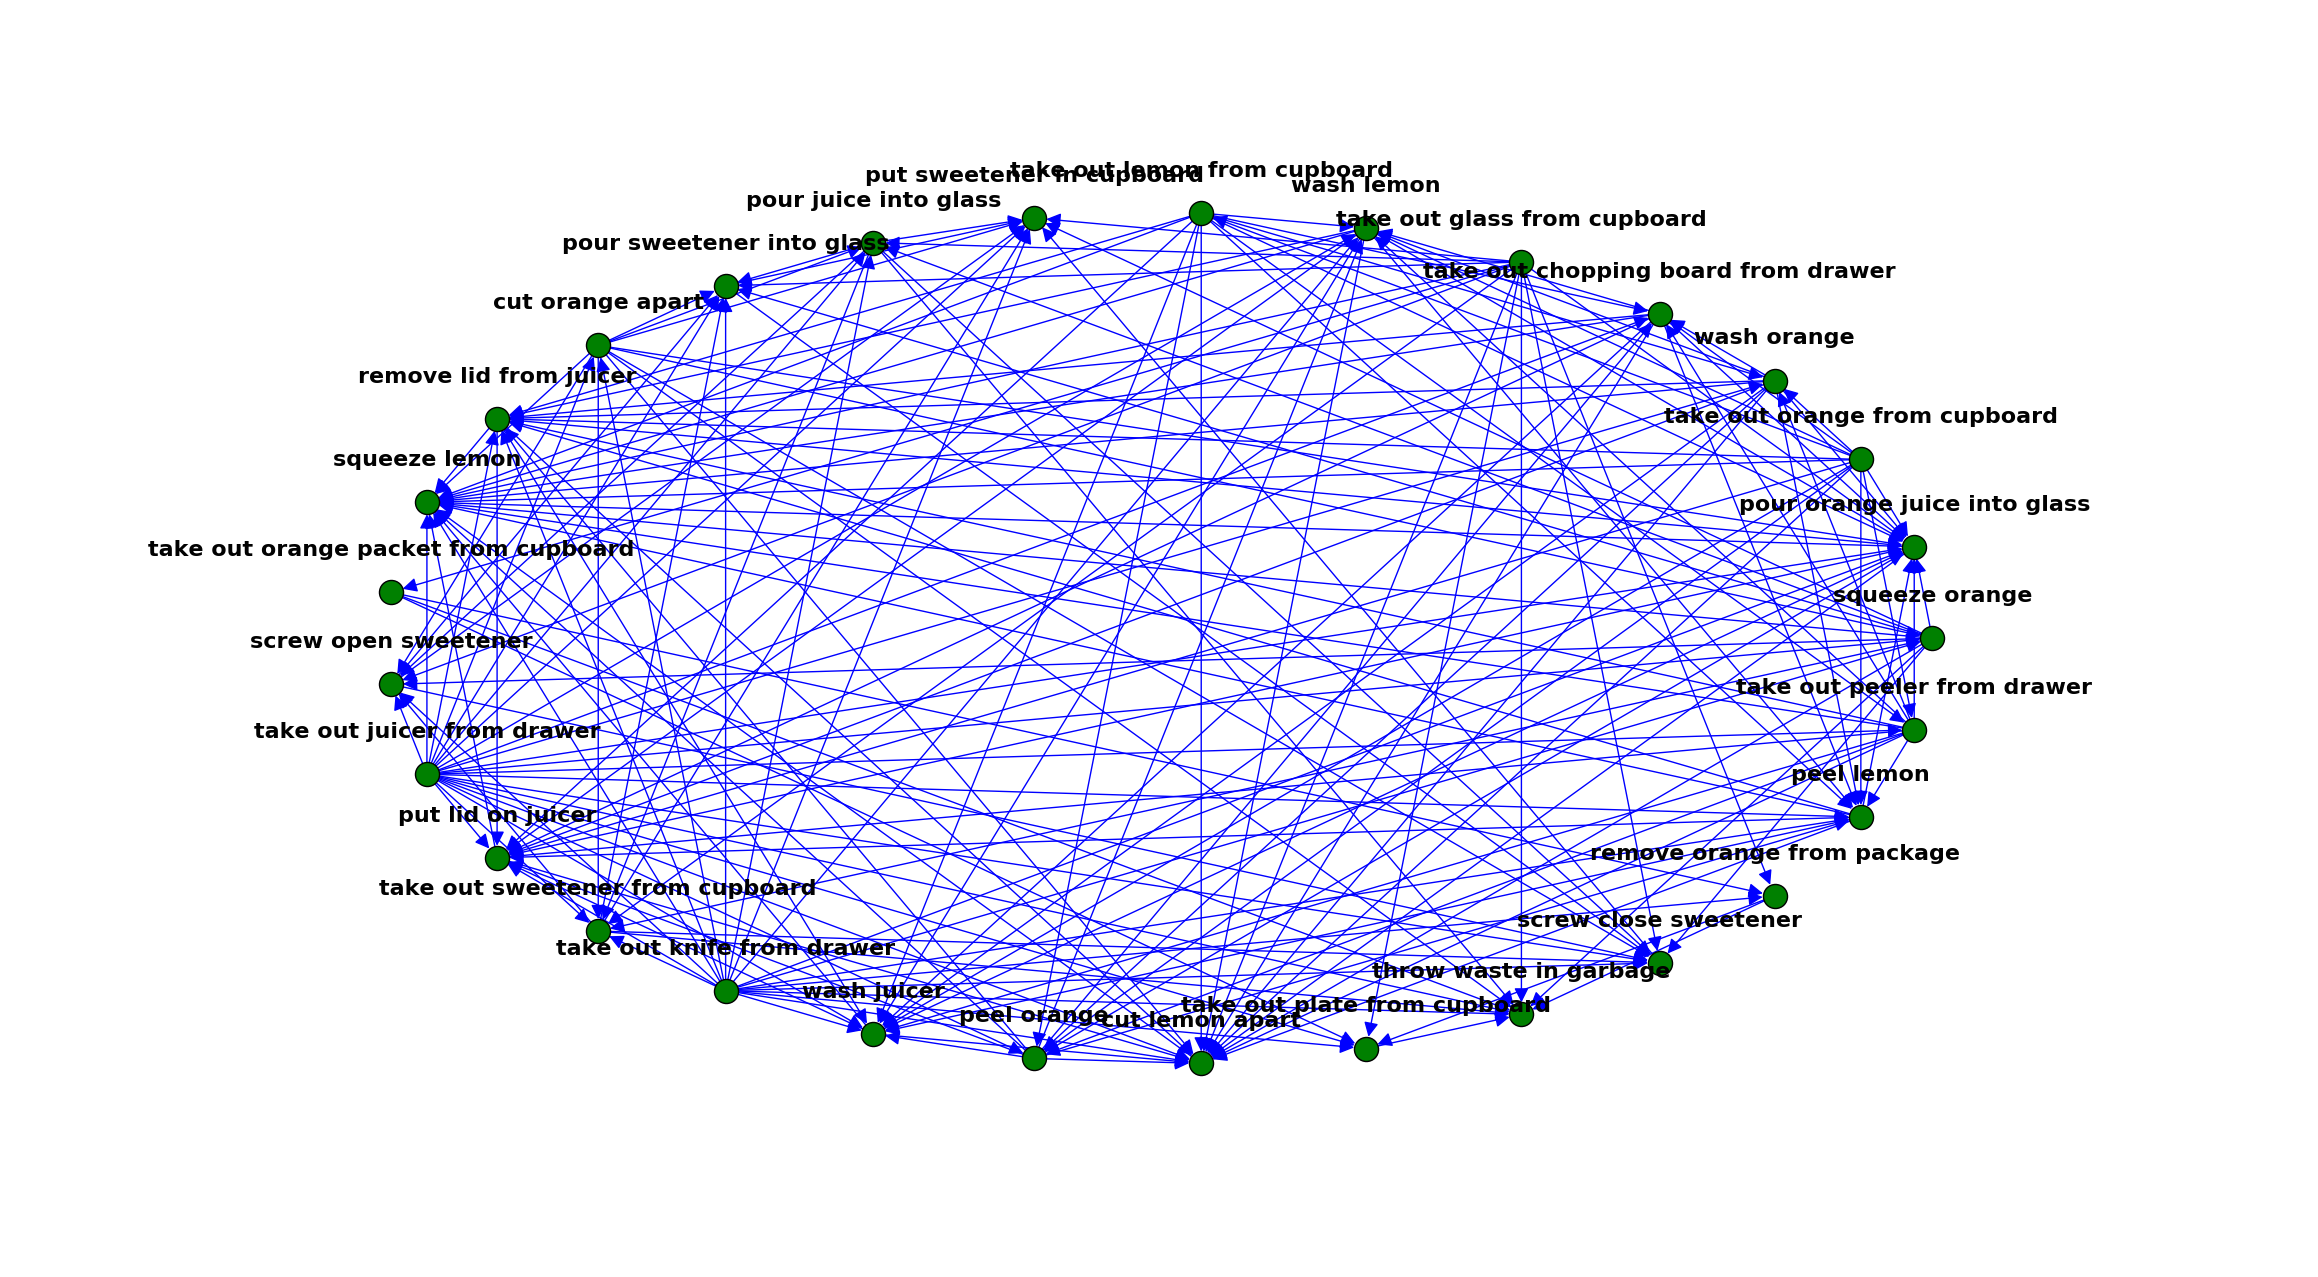 take out lemon from cupboard
put sweetener in cupboard
wash lemon
pour juice into glass
take out glass from cupboard
pour sweetener into glass
take out chopping board from drawer
cut orange apart
wash orange
remove lid from juicer
take out orange from cupboard
squeeze lemon
pour orange juice into glass
take out orange packet from cupboard
squeeze orange
screw open sweetener
take out peeler from drawer
take out juicer from drawer
peel lemon
put lid on juicer
remove orange from package
take out sweetener from cupboard
screw close sweetener
take out knife from drawer
throw waste in garbage
wash juicer
take out plate from cupboard
peel orange
cut lemon apart